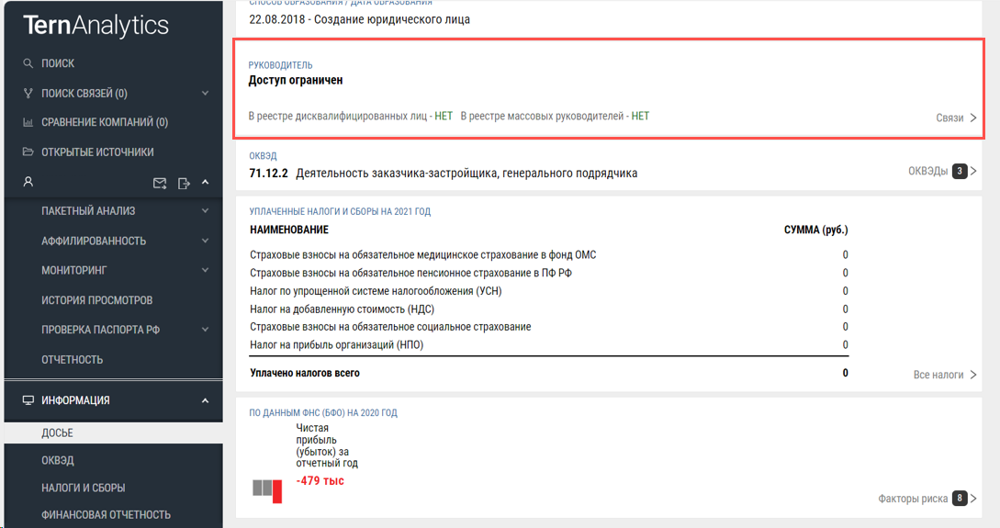 TernAnalytics
ПОИСК
ПОИСК СВЯЗЕЙ (0)
СРАВНЕНИЕ КОМПАНИЙ (0)
ОТКРЫТЫЕ ИСТОЧНИКИ
ПАКЕТНЫЙ АНАЛИЗ
АФФИЛИРОВАННОСТЬ
МОНИТОРИНГ
ИСТОРИЯ ПРОСМОТРОВ
ПРОВЕРКА ПАСПОРТА РФ
ОТЧЕТНОСТЬ
ИНФОРМАЦИЯ
ДОСЬЕ
ОКВЭД
НАЛОГИ И СБОРЫ
ФИНАНСОВАЯ ОТЧЕТНОСТЬ
СПОСОБ ОБРАЗОВАНИЯ / ДАТА ОБРАЗОВАНИЯ
22.08.2018 - Создание юридического лица
РУКОВОДИТЕЛЬ
Доступ ограничен
В реестре дисквалифицированных лиц - НЕТ В реестре массовых руководителей - НЕТ
Связи
ОКВЭД
71.12.2 Деятельность заказчика-застройщика, генерального подрядчика
ОКВЭДы 3
УПЛАЧЕННЫЕ НАЛОГИ И СБОРЫ НА 2021 ГОД
НАИМЕНОВАНИЕ СУММА (руб.)
Страховые взносы на обязательное медицинское страхование в фонд ОМС 0
Страховые взносы на обязательное пенсионное страхование в ПФ РФ 0
Налог по упрощенной системе налогообложения (УСН) 0
Налог на добавленную стоимость (НДС) 0
Страховые взносы на обязательное социальное страхование 0
Налог на прибыль организаций (НПО) 0
Уплачено налогов всего 0
Все налоги
ПО ДАННЫМ ФНС (БФО) НА 2020 ГОД
Чистая
прибыль
(убыток) за
отчетный год
-479 тыс
Факторы риска 8